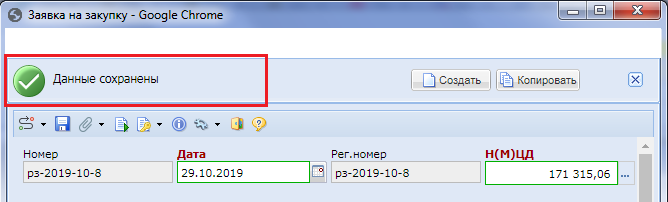 Заявка на закупку - Google Chrome
Данные сохранены Создать Копировать
Номер Дата Рег.номер Н(М)ЦД
рз-2019-10-8 29.10.2019 рз-2019-10-8 171 315,06 ...